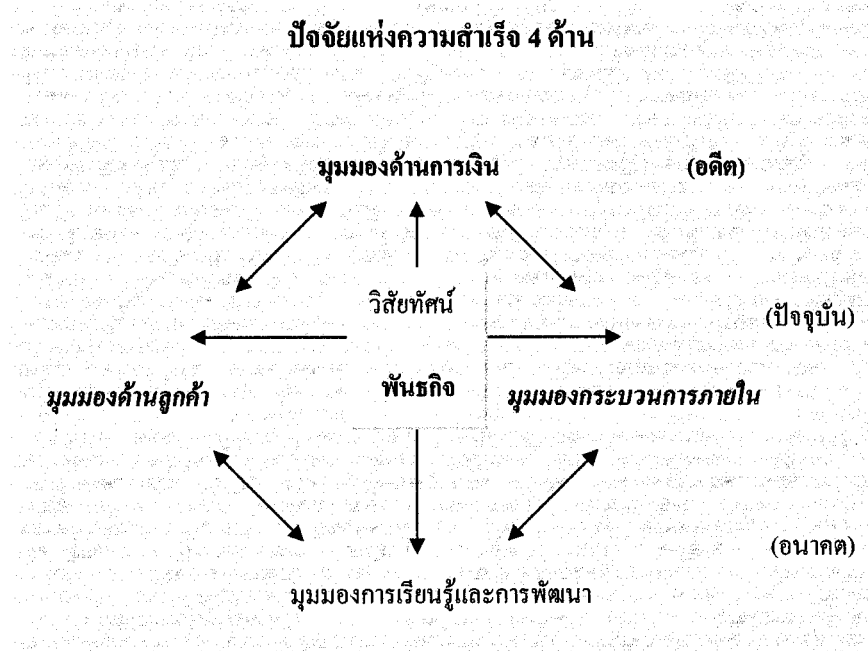 ปัจจัยแห่งความสำเร็จ 4 ด้าน
มุมมองด้านการเงิน (อดีต)
วิสัยทัศน์
(ปัจจุบัน)
มุมมองด้านลูกค้า พันธกิจ มุมมองกระบวนการภายใน
(อนาคต)
มุมมองการเรียนรู้และการพัฒนา